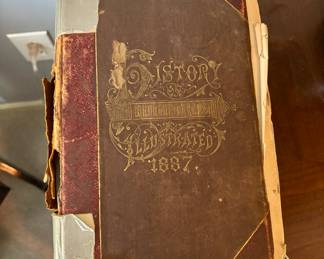 HISTORY
OF
ILLUSTRATED
1887.